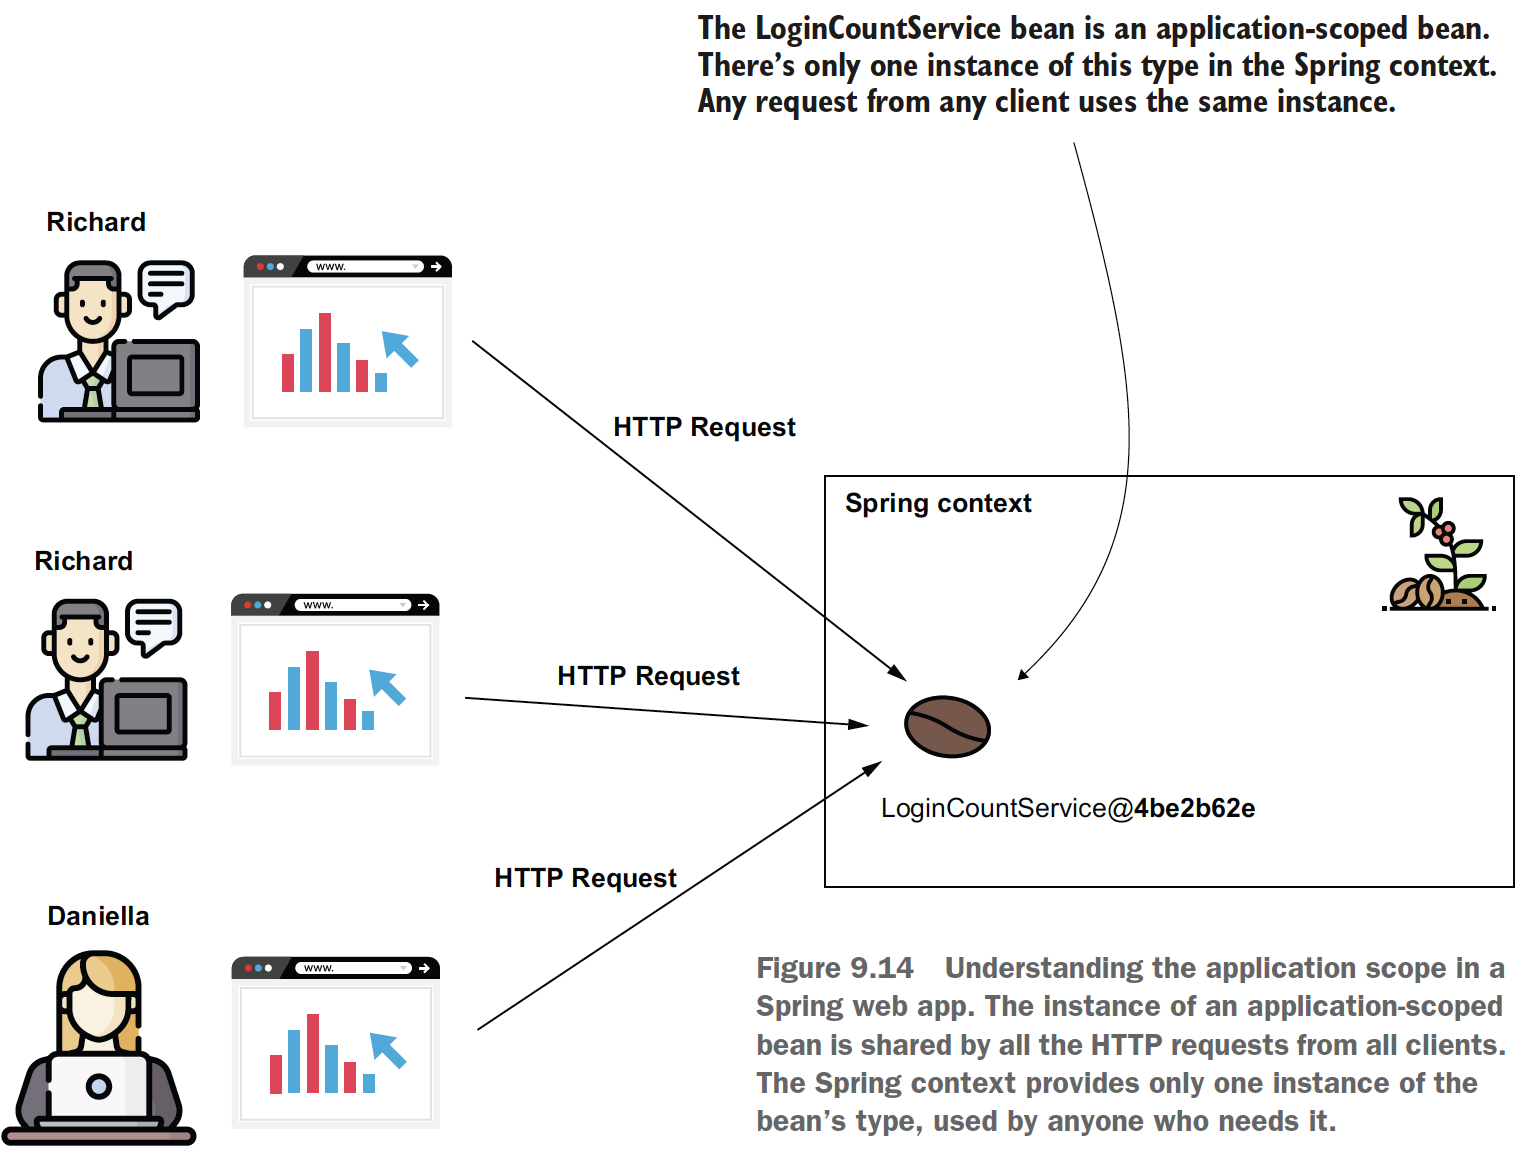 The LoginCountService bean is an application-scoped bean.
There’s only one instance of this type in the Spring context.
Any request from any client uses the same instance.
Richard
www.
HTTP Request
Spring context
Richard
www.
HTTP Request
LoginCountService@4be2b62e
HTTP Request
Daniella
www.
Figure 9.14 Understanding the application scope in a
Spring web app. The instance of an application-scoped
bean is shared by all the HTTP requests from all clients.
The Spring context provides only one instance of the
bean’s type, used by anyone who needs it.